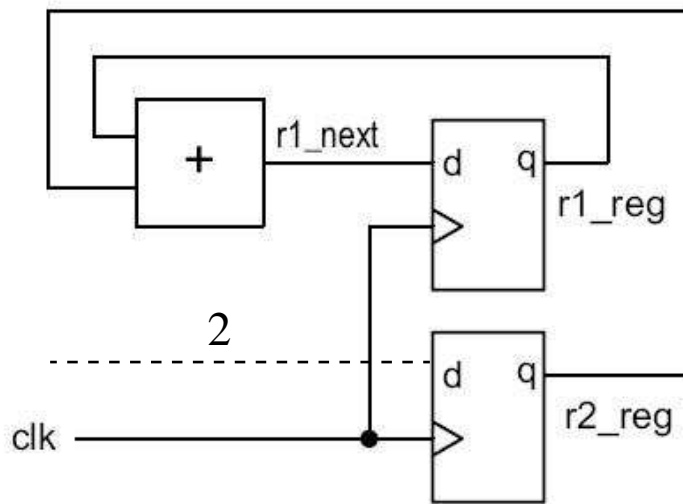 +
r1_next
d
q
r1_reg
2
d
q
r2_reg
clk